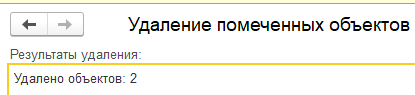 Удаление помеченных объектов
Результаты удаления:
Удалено объектов: 2